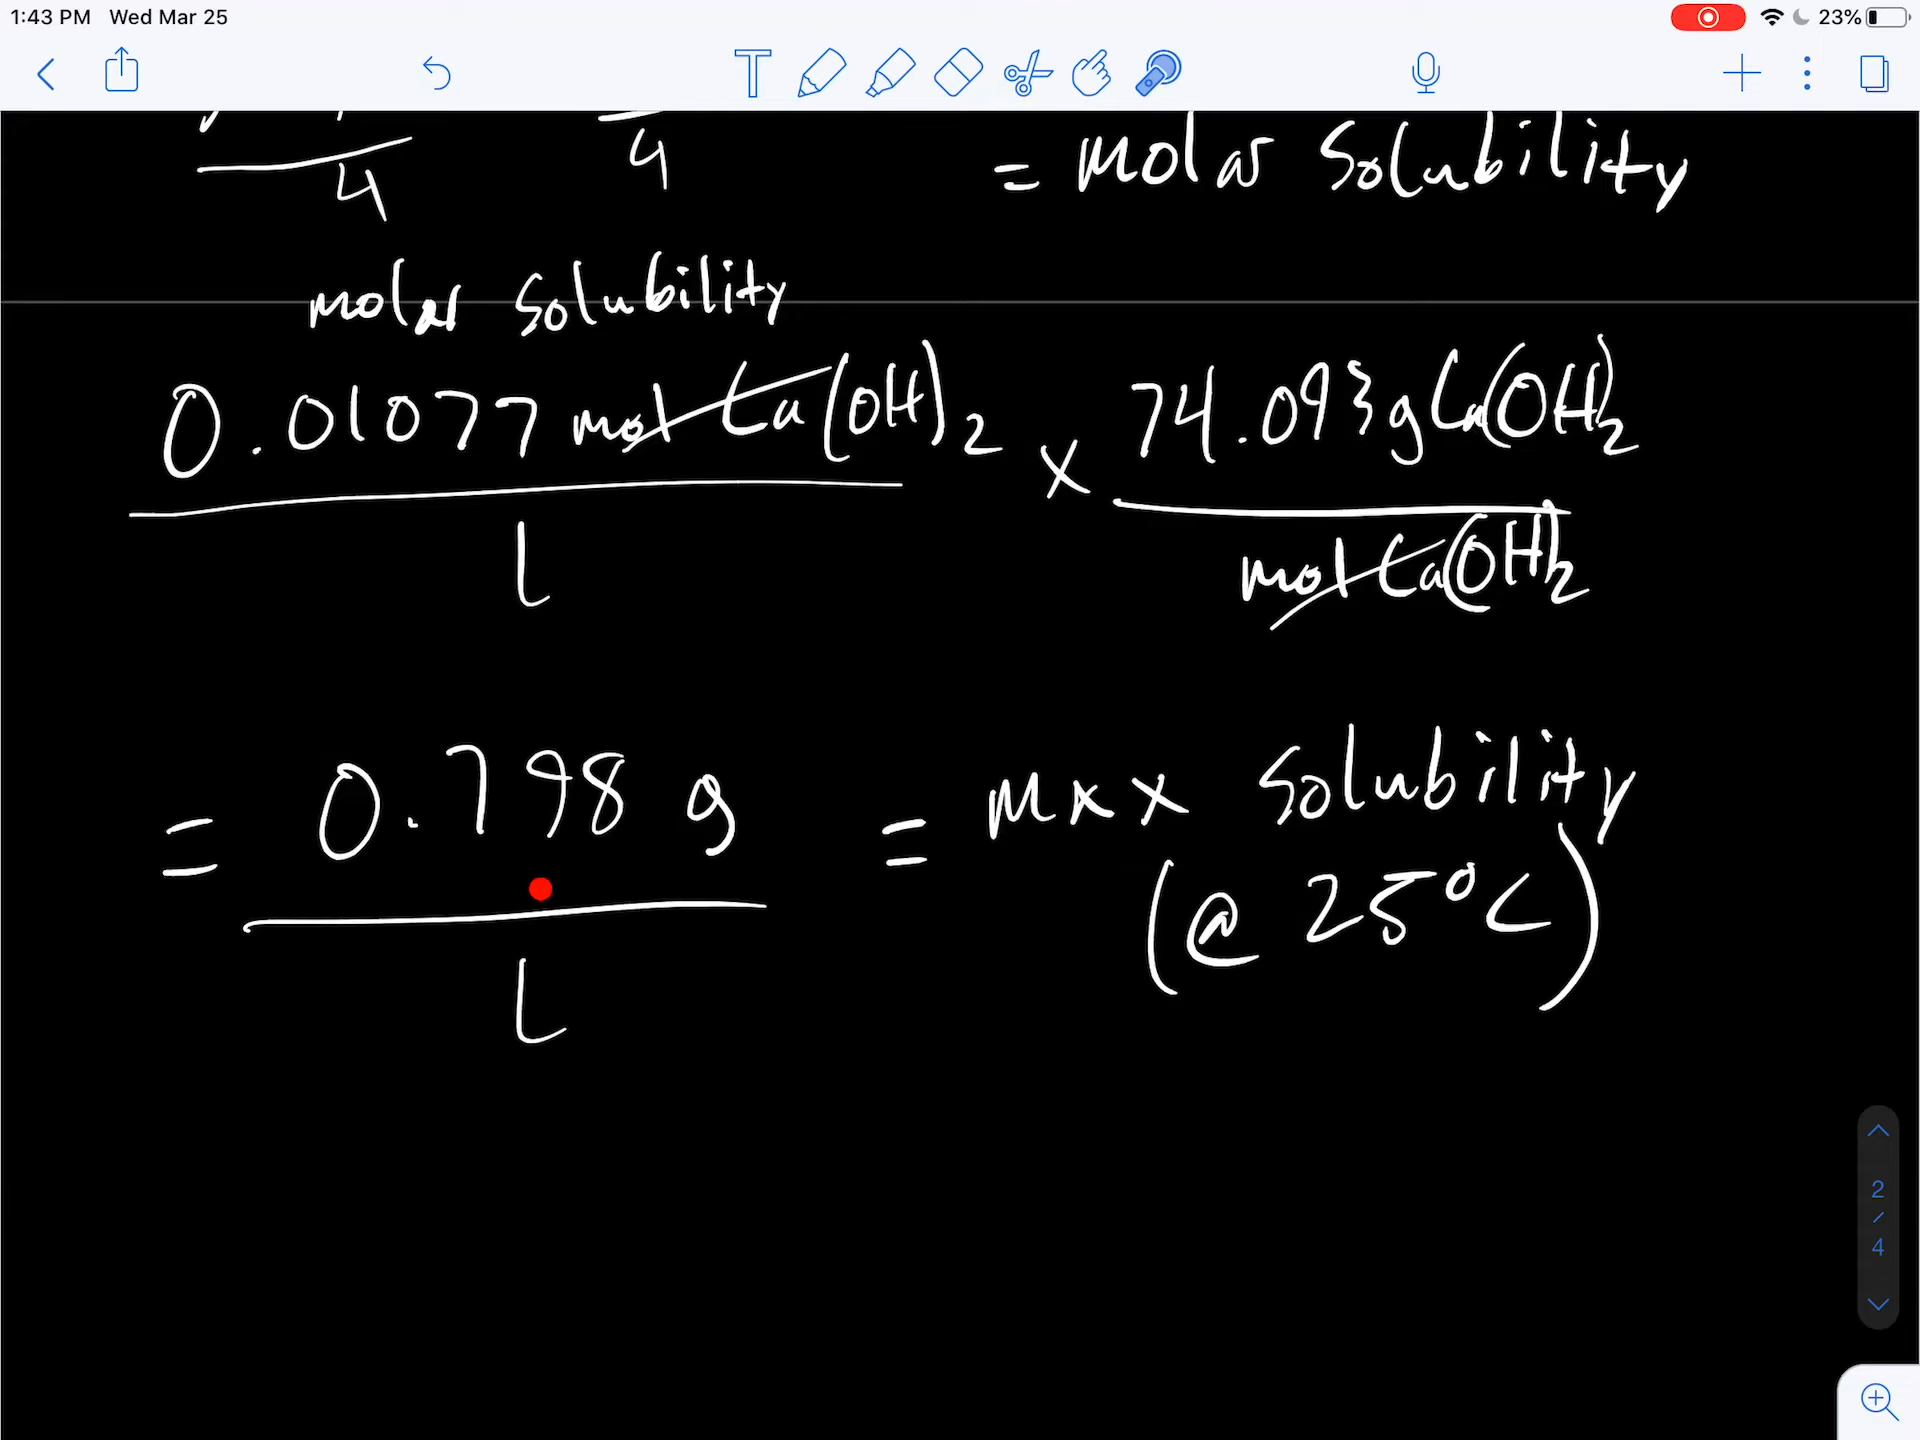 1:43 PM Wed Mar 25 23%
4 4 = molar solubility
molar solubility
0.01077 mol Ca(OH)2 × 74.093 g Ca(OH)2
L mol Ca(OH)2
= 0.798 g = max solubility
L (@ 25°C)
2
/
4